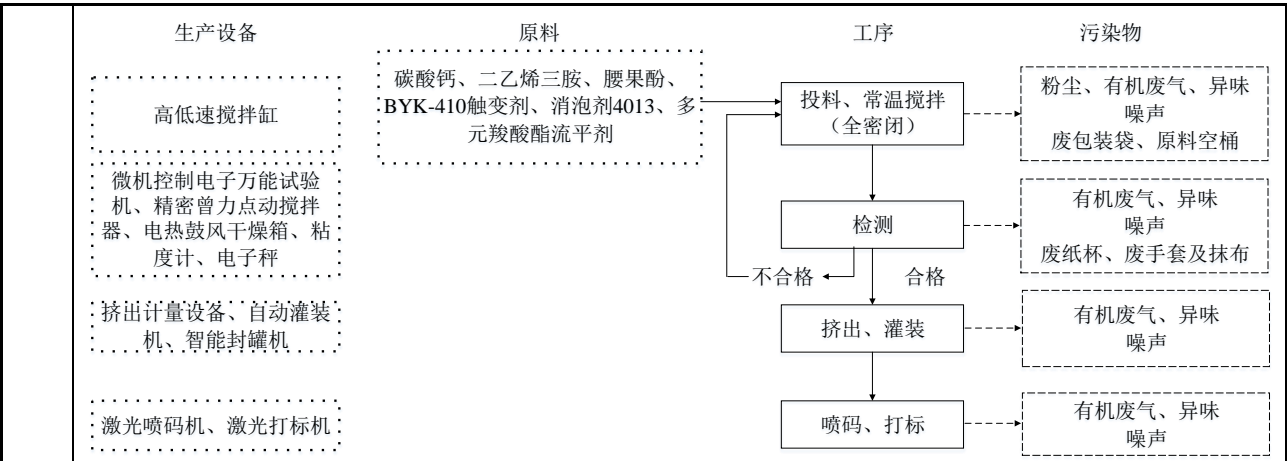 生产设备
原料
工序
污染物
高低速搅拌缸
碳酸钙、二乙烯三胺、腰果酚、
BYK-410触变剂、消泡剂4013、多
元羧酸酯流平剂
投料、常温搅拌
（全密闭）
粉尘、有机废气、异味
噪声
废包装袋、原料空桶
微机控制电子万能试验
机、精密曾力点动搅拌
器、电热鼓风干燥箱、粘
度计、电子秤
检测
有机废气、异味
噪声
废纸杯、废手套及抹布
不合格
合格
挤出计量设备、自动灌装
机、智能封罐机
挤出、灌装
有机废气、异味
噪声
激光喷码机、激光打标机
喷码、打标
有机废气、异味
噪声